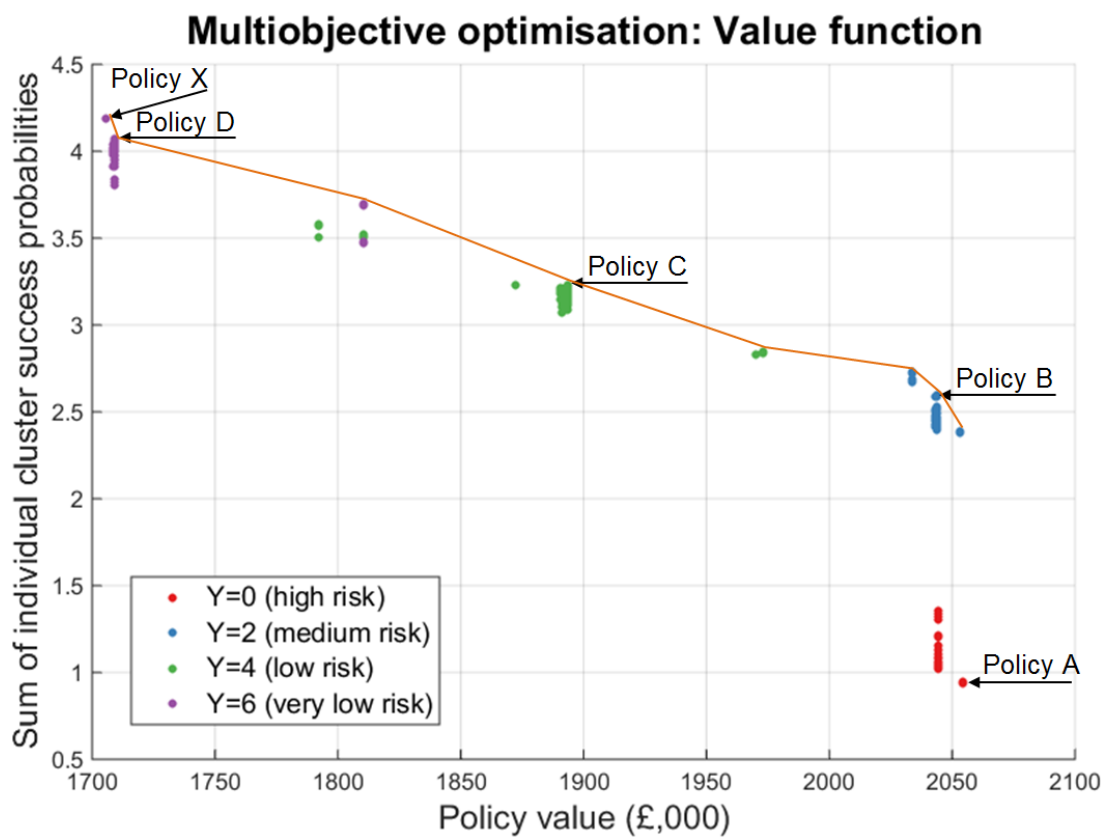 Multiobjective optimisation: Value function
Sum of individual cluster success probabilities
4.5
4
3.5
3
2.5
2
1.5
1
0.5
Policy X
Policy D
Policy C
Policy B
Policy A
Y=0 (high risk)
Y=2 (medium risk)
Y=4 (low risk)
Y=6 (very low risk)
1700 1750 1800 1850 1900 1950 2000 2050 2100
Policy value (£,000)